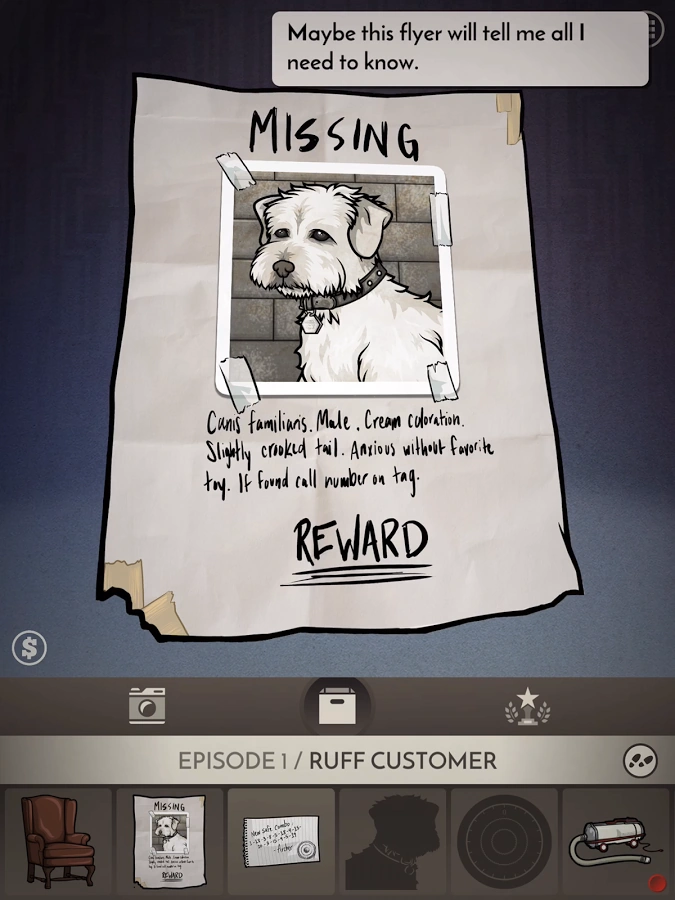 Maybe this flyer will tell me all I
need to know.
MISSING
Canis familiaris. Male. Cream coloration.
Slightly crooked tail. Anxious without favorite
toy. If found call number on tag.
REWARD
$
EPISODE 1 / RUFF CUSTOMER
MISSING
REWARD
New Safe Combo:
-Archer